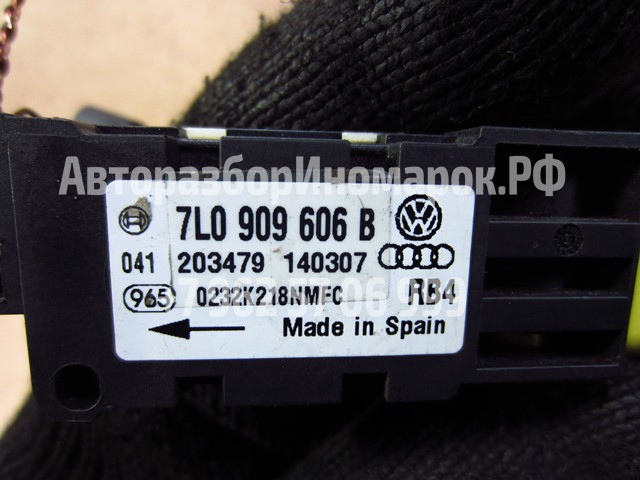 АвторазборИномарок.РФ
7L0 909 606 B
041 203479 140307
965 0232K218NMFC RB4
Made in Spain